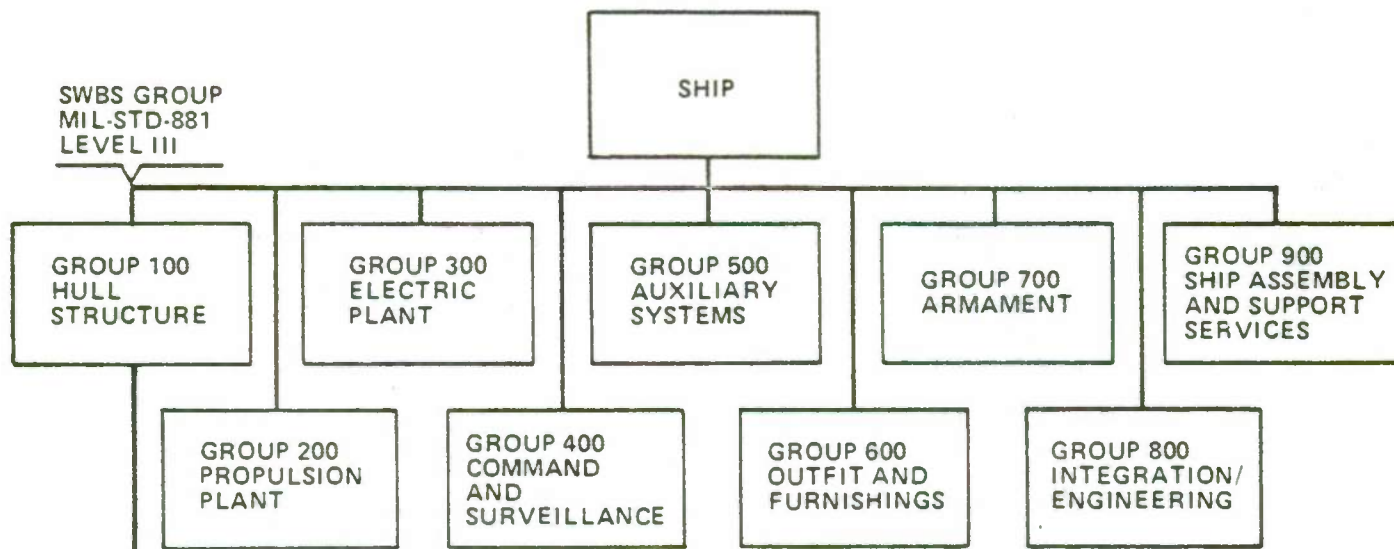 SHIP
SWBS GROUP
MIL-STD-881
LEVEL III
GROUP 100
HULL
STRUCTURE
GROUP 300
ELECTRIC
PLANT
GROUP 500
AUXILIARY
SYSTEMS
GROUP 700
ARMAMENT
GROUP 900
SHIP ASSEMBLY
AND SUPPORT
SERVICES
GROUP 200
PROPULSION
PLANT
GROUP 400
COMMAND
AND
SURVEILLANCE
GROUP 600
OUTFIT AND
FURNISHINGS
GROUP 800
INTEGRATION/
ENGINEERING